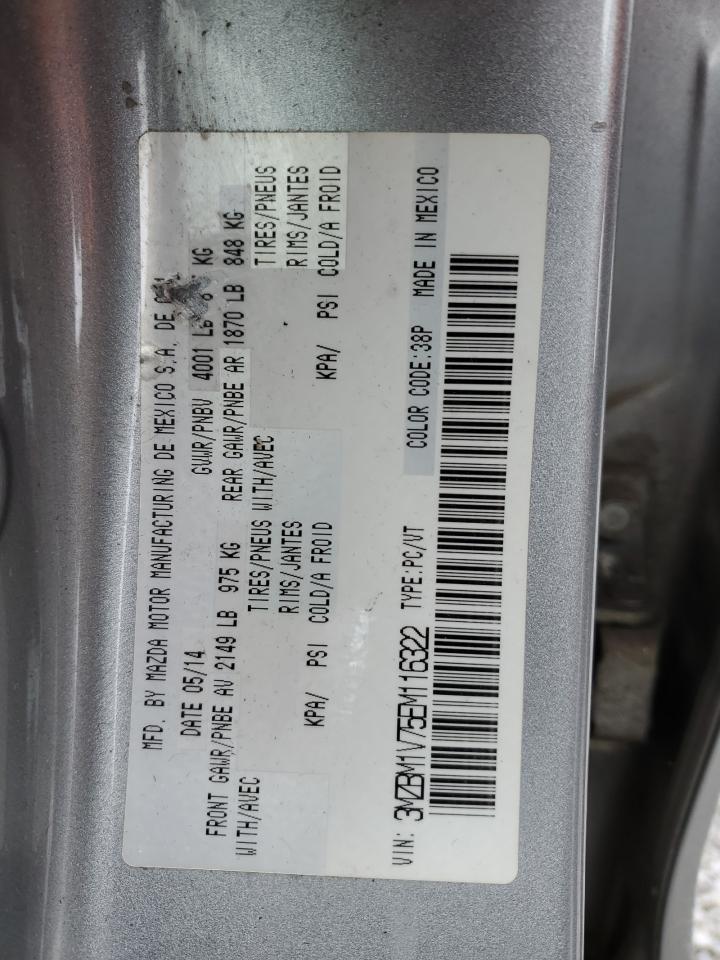 MFD. BY MAZDA MOTOR MANUFACTURING DE MEXICO S.A. DE
DATE 05/14 GVWR/PNBV 4001 LB KG
FRONT GAWR/PNBE AV 2149 LB 975 KG REAR GAWR/PNBE AR 1870 LB 848 KG
WITH/AVEC TIRES/PNEUS WITH/AVEC TIRES/PNEUS
RIMS/JANTES RIMS/JANTES
KPA/ PSI COLD/A FROID KPA/ PSI COLD/A FROID
VIN: 3MZBM1V75EM116322 TYPE:PC/VT COLOR CODE:38P MADE IN MEXICO